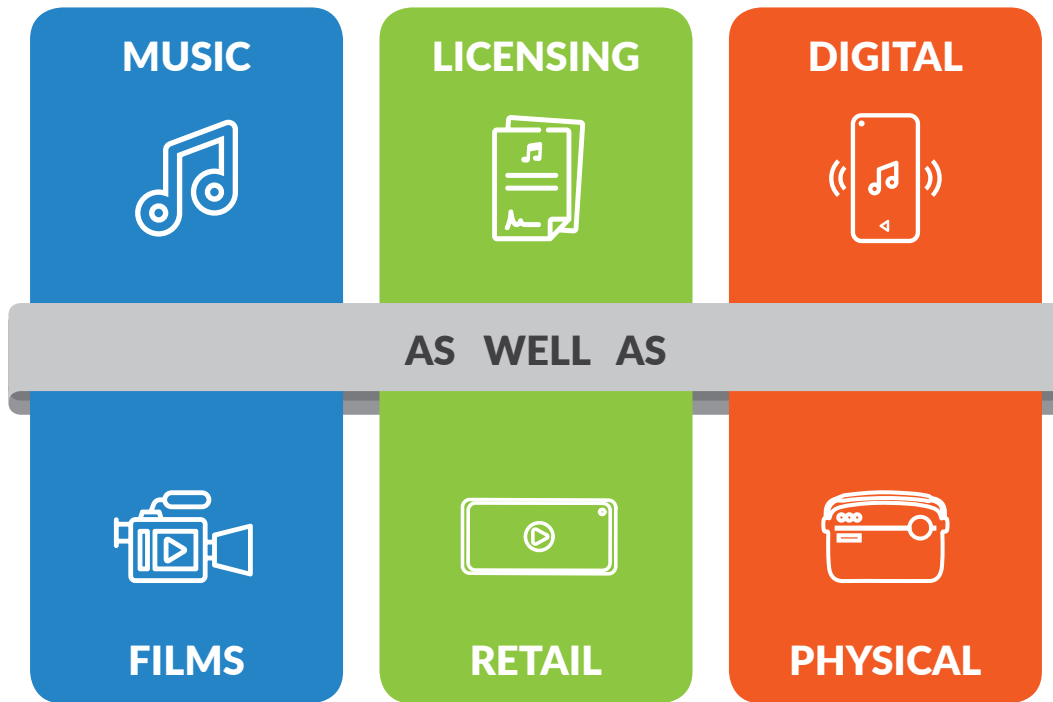 MUSIC
LICENSING
DIGITAL
AS WELL AS
FILMS
RETAIL
PHYSICAL